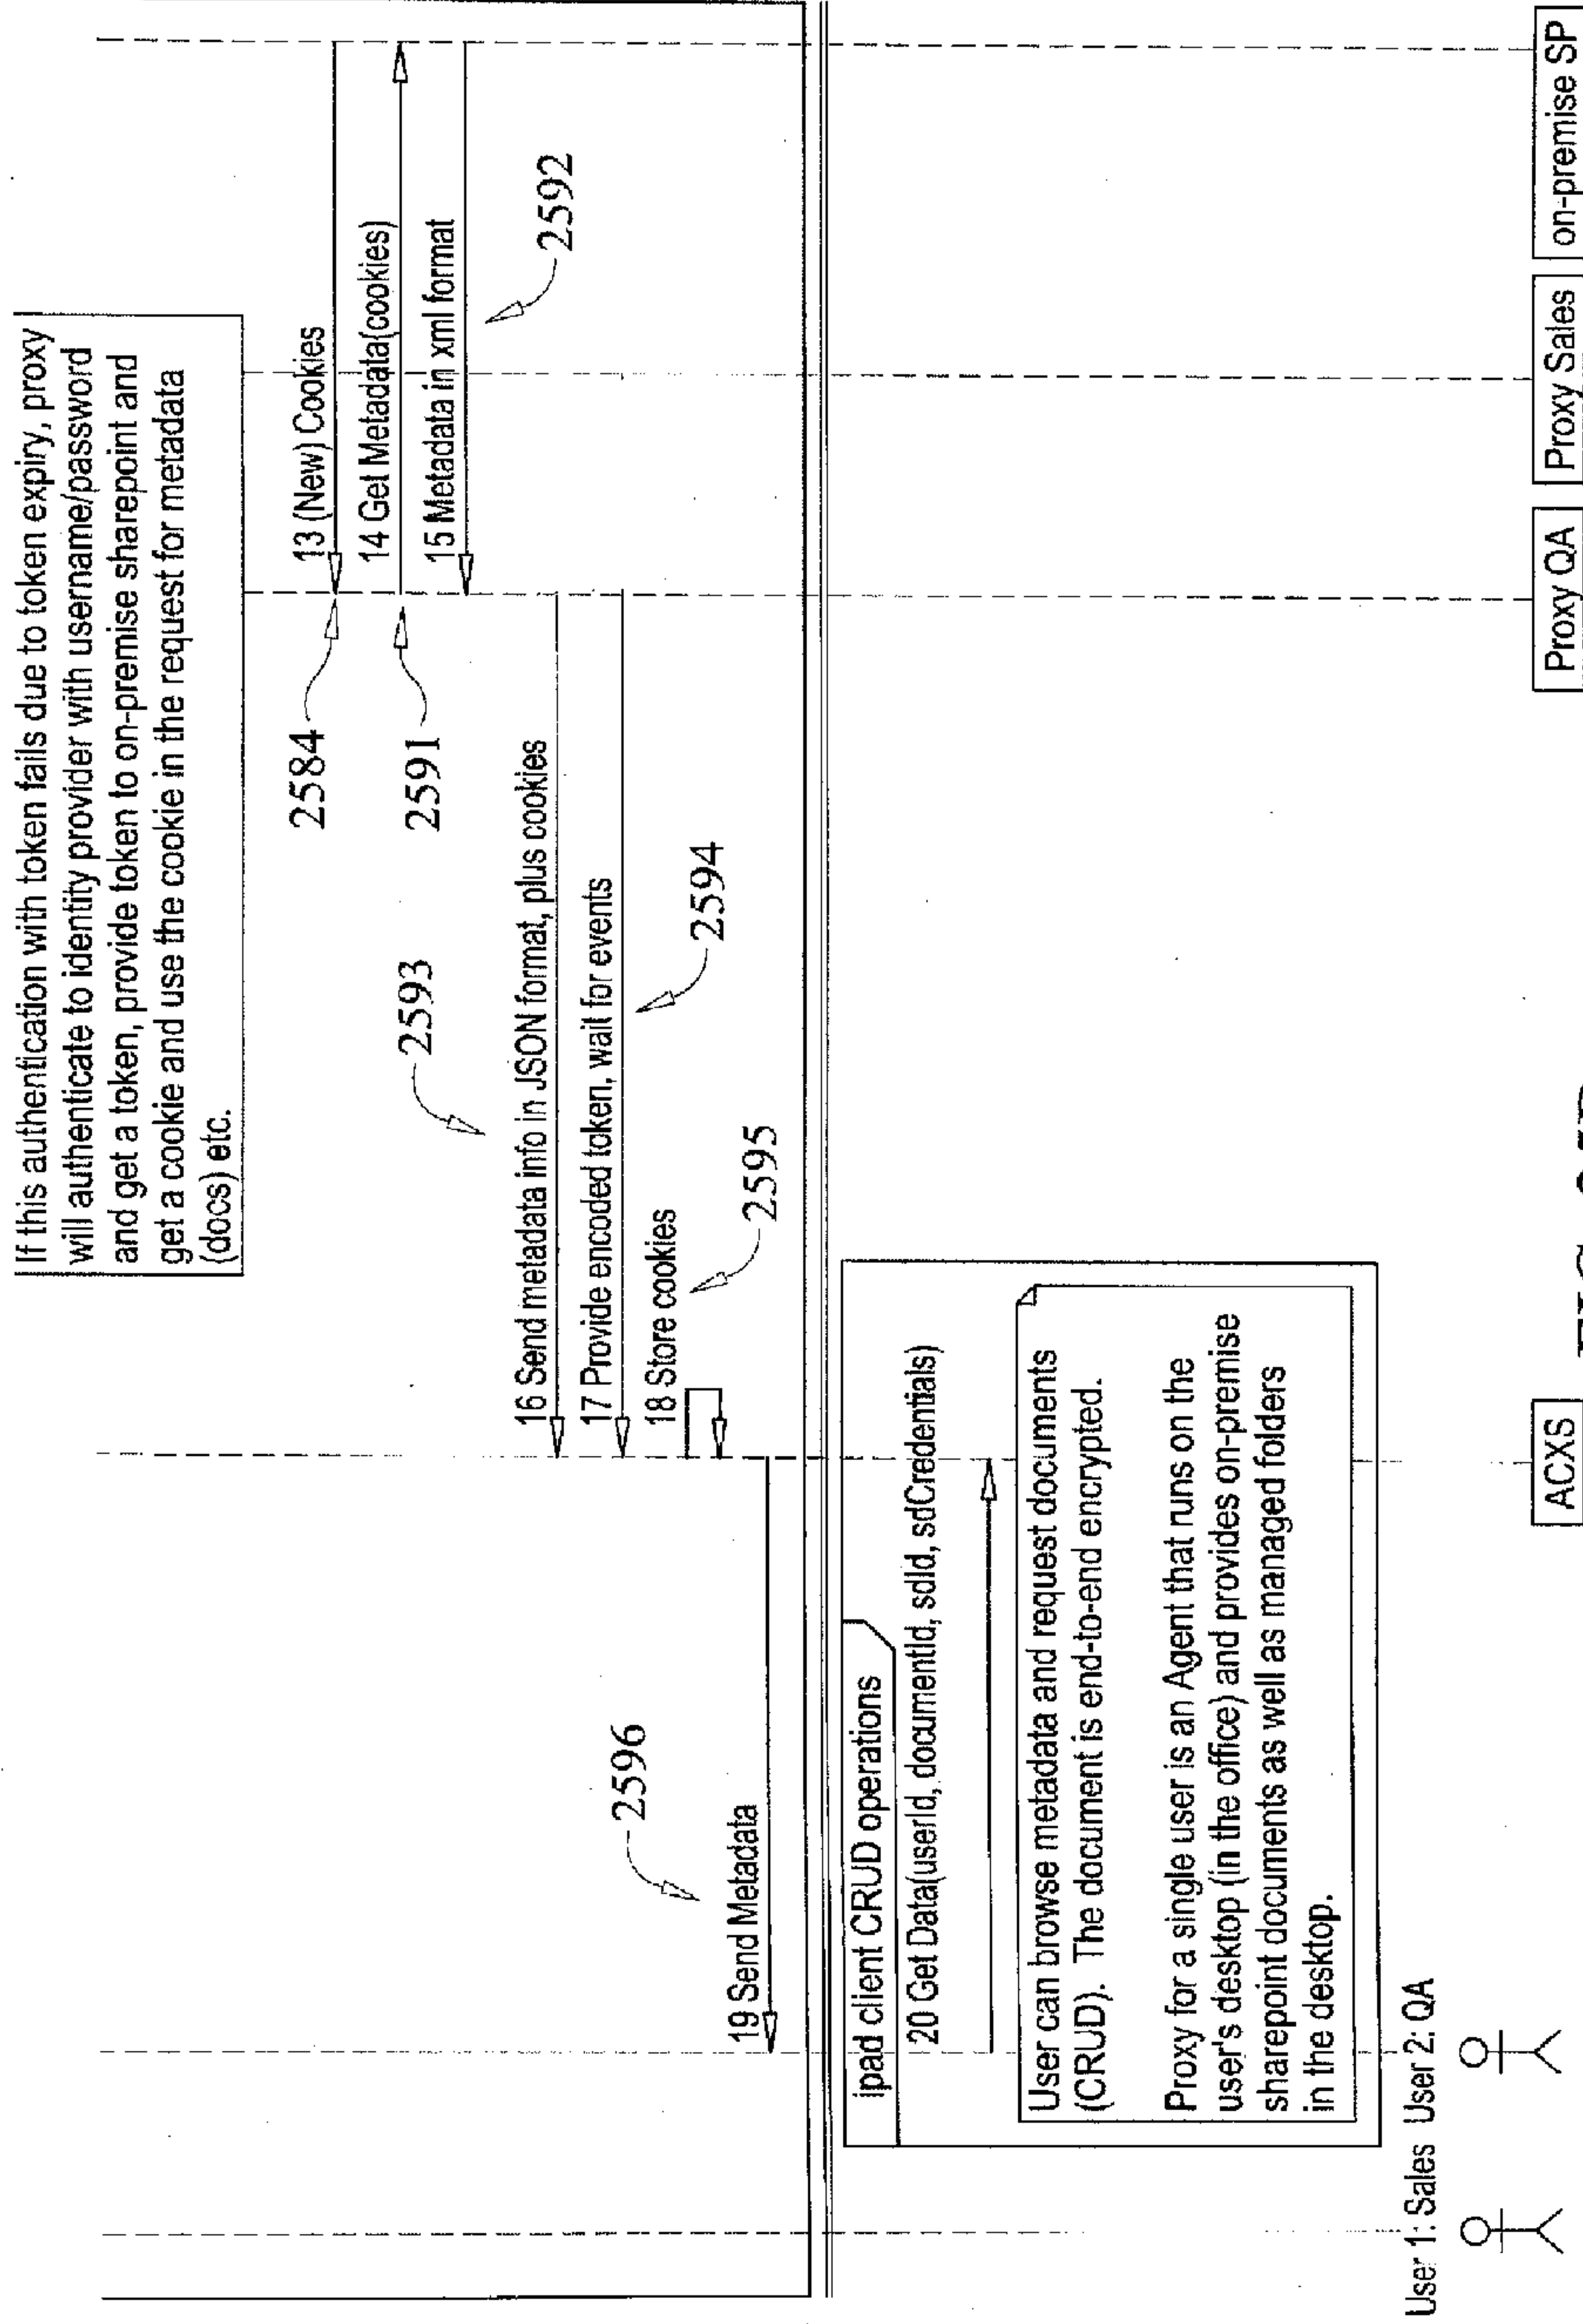 If this authentication with token fails due to token expiry, proxy
will authenticate to identity provider with username/password
and get a token, provide token to on-premise sharepoint and
get a cookie and use the cookie in the request for metadata
(docs) etc.
13 (New) Cookies
2584
14 Get Metadata(cookies)
2591
15 Metadata in xml format
2592
2593
16 Send metadata info in JSON format, plus cookies
17 Provide encoded token, wait for events
2594
18 Store cookies
2595
2596
19 Send Metadata
ipad client CRUD operations
20 Get Data(userId, documentId, sdId, sdCredentials)
User can browse metadata and request documents
(CRUD). The document is end-to-end encrypted.
Proxy for a single user is an Agent that runs on the
user's desktop (in the office) and provides on-premise
sharepoint documents as well as managed folders
in the desktop.
User 1: Sales User 2: QA
ACXS
Proxy QA
Proxy Sales
on-premise SP